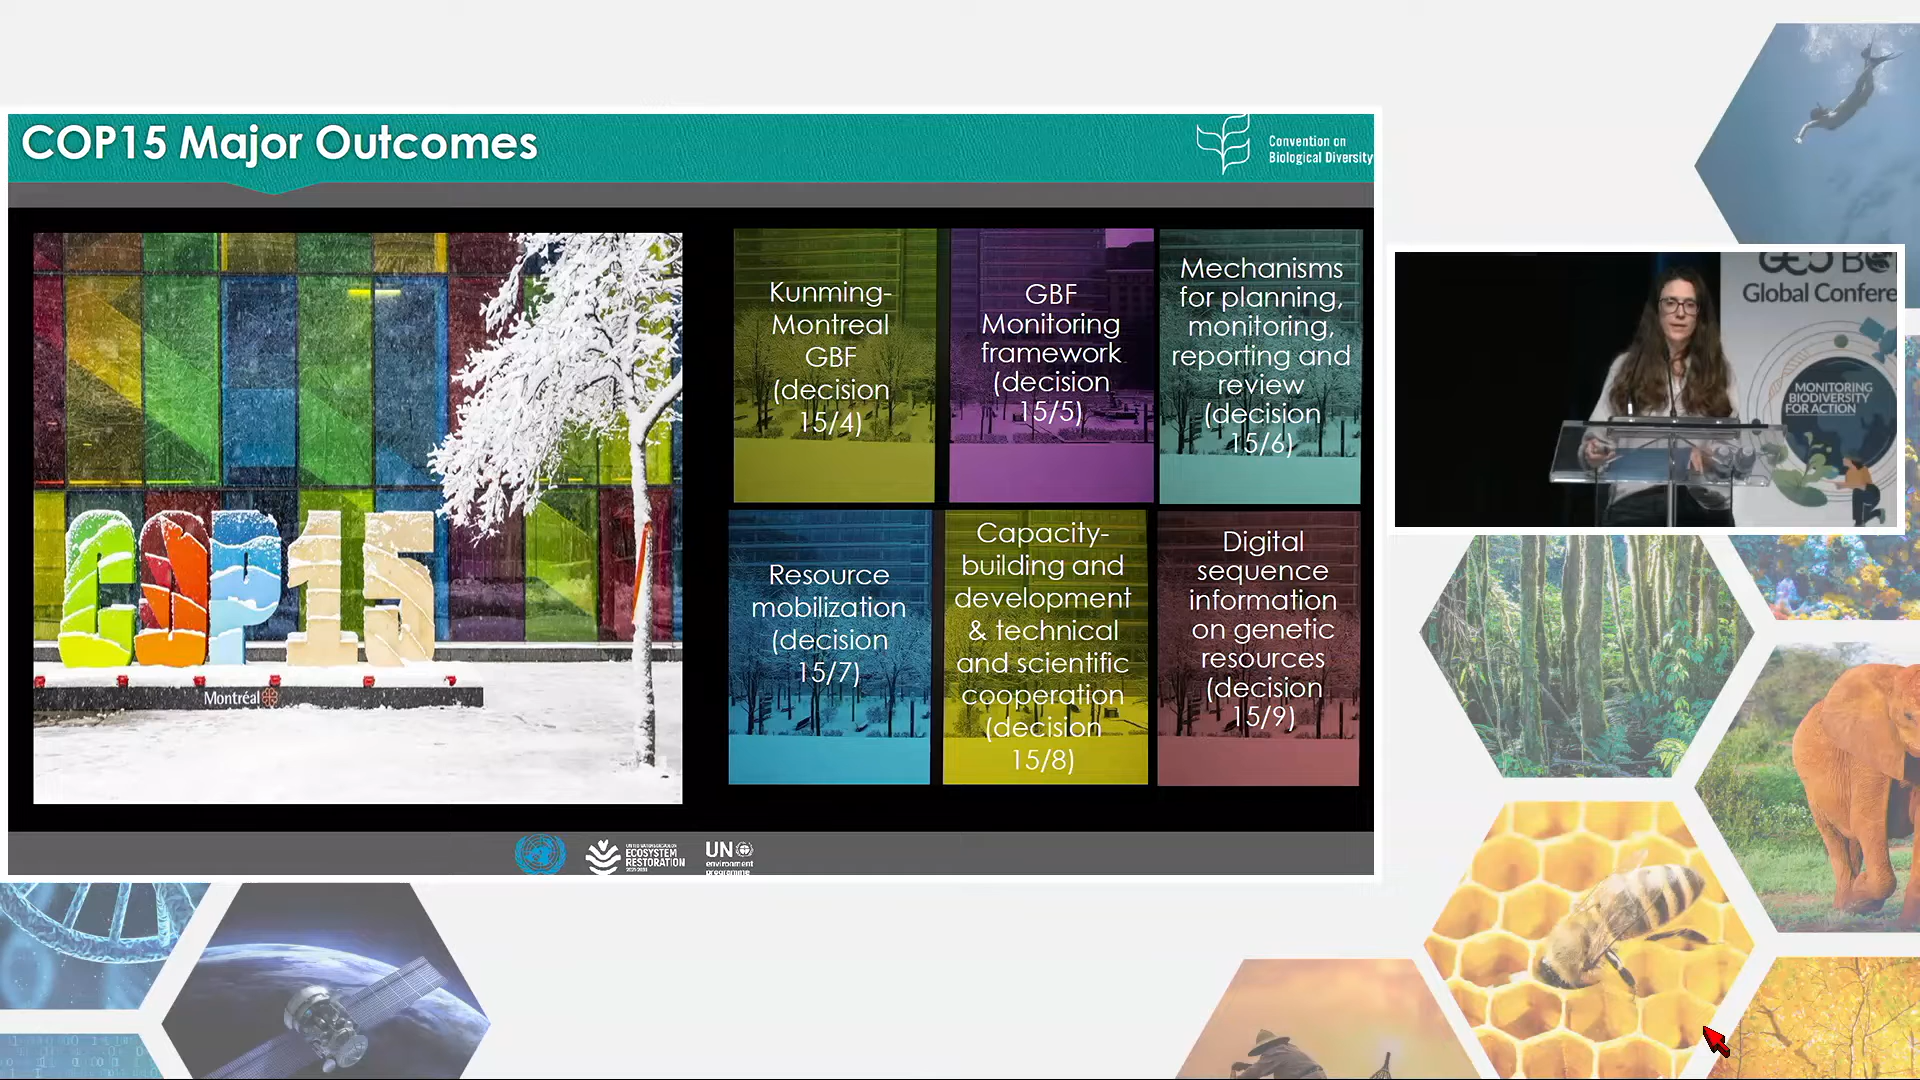 COP15 Major Outcomes
Convention on
Biological Diversity
COP15
Montréal
Kunming-
Montreal
GBF
(decision
15/4)
GBF
Monitoring
framework
(decision
15/5)
Mechanisms
for planning,
monitoring,
reporting and
review
(decision
15/6)
Resource
mobilization
(decision
15/7)
Capacity-
building and
development
& technical
and scientific
cooperation
(decision
15/8)
Digital
sequence
information
on genetic
resources
(decision
15/9)
ECOSYSTEM
RESTORATION
UN
environment
programme
GEO BO
Global Confere
MONITORING
BIODIVERSITY
FOR ACTION